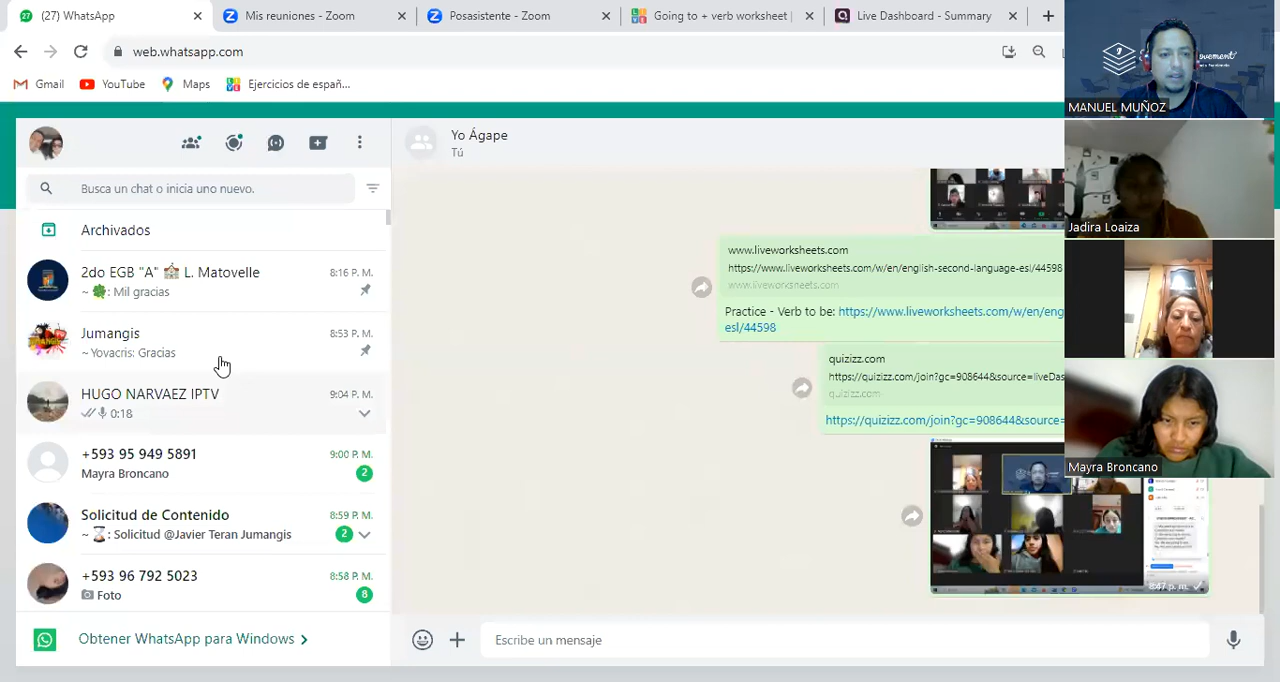 (27) WhatsApp
Mis reuniones - Zoom
Posasistente - Zoom
Going to + verb worksheet |
Live Dashboard - Summary
web.whatsapp.com
Gmail
YouTube
Maps
Ejercicios de españ...
MANUEL MUÑOZ
Jadira Loaiza
Mayra Broncano
Busca un chat o inicia uno nuevo.
Archivados
2do EGB "A" 🏫 L. Matovelle
8:16 P. M.
~ 🍀: Mil gracias
Jumangis
8:53 P. M.
~ Yovacris: Gracias
HUGO NARVAEZ IPTV
9:04 P. M.
0:18
+593 95 949 5891
9:00 P. M.
Mayra Broncano
2
Solicitud de Contenido
8:59 P. M.
~ ⌛: Solicitud @Javier Teran Jumangis
2
+593 96 792 5023
8:58 P. M.
Foto
8
Obtener WhatsApp para Windows
Yo Ágape
Tú
www.liveworksheets.com
https://www.liveworksheets.com/w/en/english-second-language-esl/44598
www.liveworksheets.com
Practice - Verb to be: https://www.liveworksheets.com/w/en/eng
esl/44598
quizizz.com
https://quizizz.com/join?gc=908644&source=liveDas
quizizz.com
https://quizizz.com/join?gc=908644&source=
8:47 p. m.
Escribe un mensaje